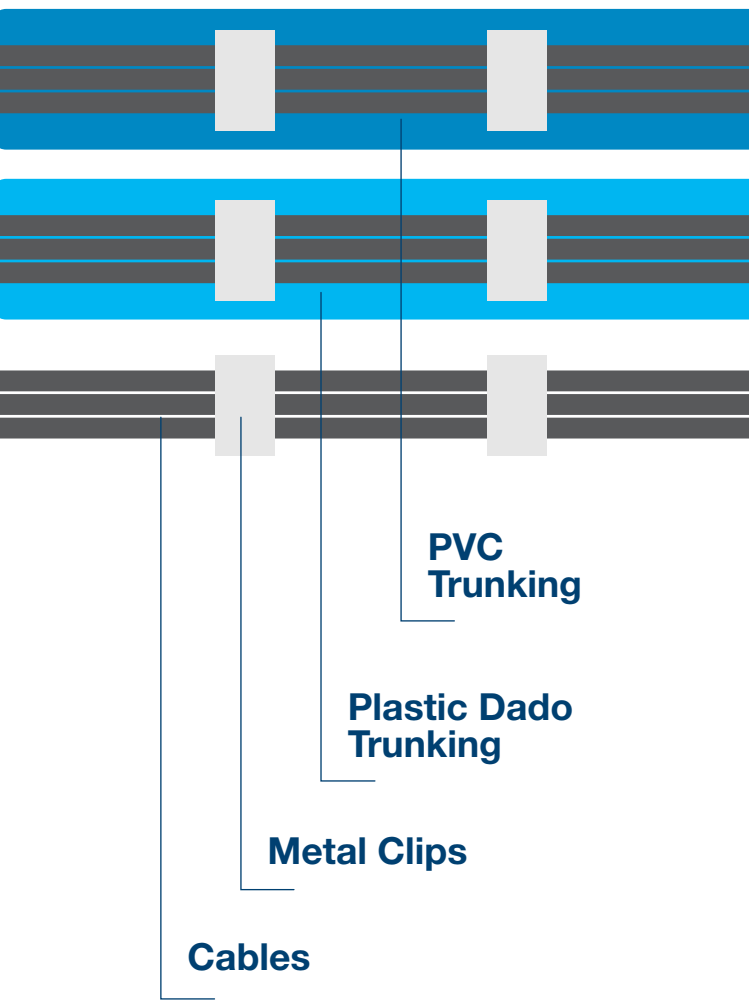 PVC
Trunking
Plastic Dado
Trunking
Metal Clips
Cables